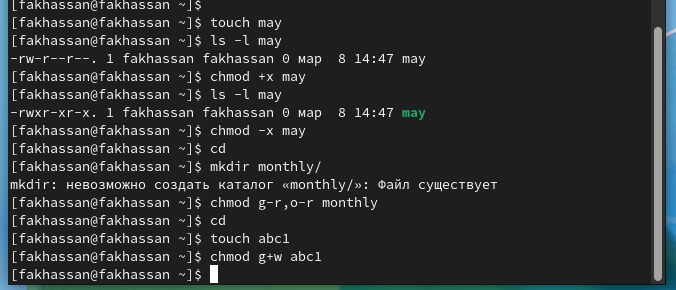 [fakhassan@fakhassan ~]$
[fakhassan@fakhassan ~]$ touch may
[fakhassan@fakhassan ~]$ ls -l may
-rw-r--r--. 1 fakhassan fakhassan 0 мар  8 14:47 may
[fakhassan@fakhassan ~]$ chmod +x may
[fakhassan@fakhassan ~]$ ls -l may
-rwxr-xr-x. 1 fakhassan fakhassan 0 мар  8 14:47 may
[fakhassan@fakhassan ~]$ chmod -x may
[fakhassan@fakhassan ~]$ cd
[fakhassan@fakhassan ~]$ mkdir monthly/
mkdir: невозможно создать каталог «monthly/»: Файл существует
[fakhassan@fakhassan ~]$ chmod g-r,o-r monthly
[fakhassan@fakhassan ~]$ cd
[fakhassan@fakhassan ~]$ touch abc1
[fakhassan@fakhassan ~]$ chmod g+w abc1
[fakhassan@fakhassan ~]$